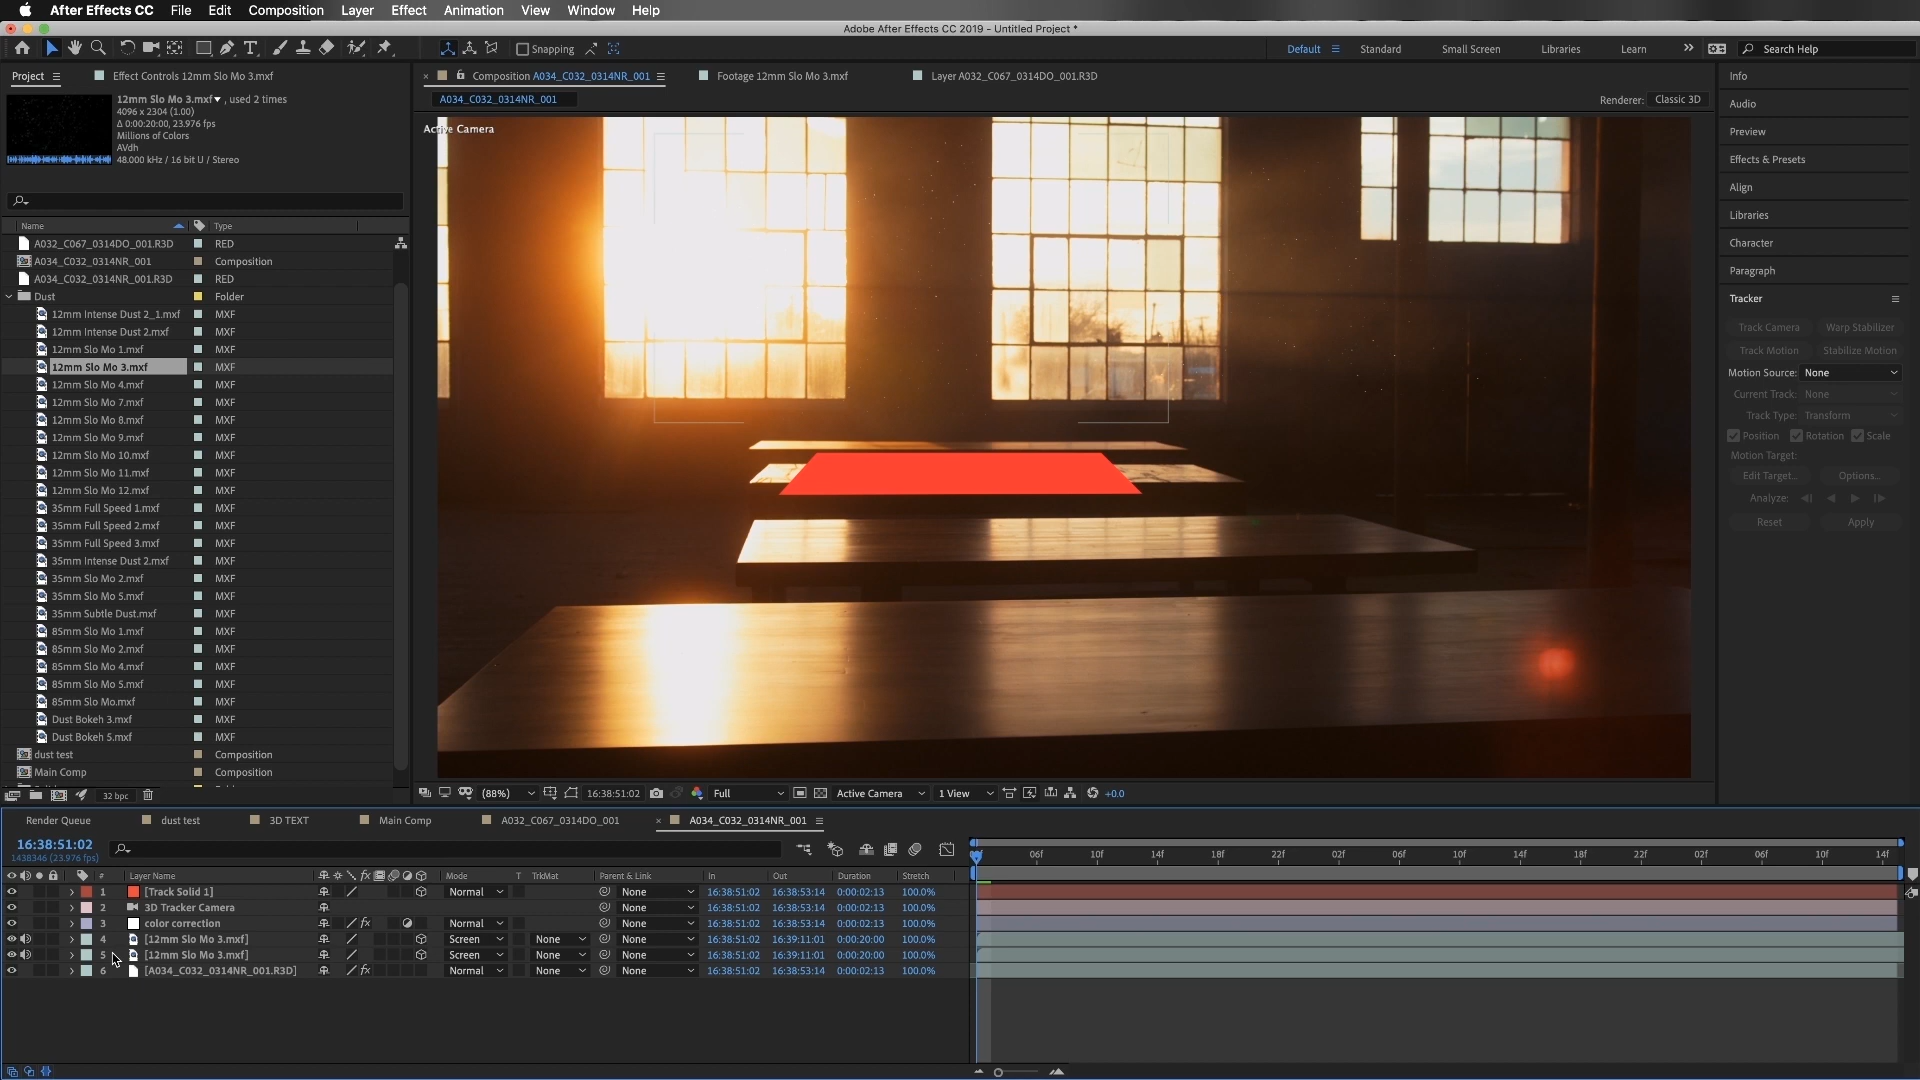 After Effects CC File Edit Composition Layer Effect Animation View Window Help
Adobe After Effects CC 2019 - Untitled Project *
Snapping Default Standard Small Screen Libraries Learn Search Help
Project Effect Controls 12mm Slo Mo 3.mxf
Composition A034_C032_0314NR_001 Footage 12mm Slo Mo 3.mxf Layer A032_C067_0314DO_001.R3D
A034_C032_0314NR_001 Renderer: Classic 3D
12mm Slo Mo 3.mxf , used 2 times
4096 x 2304 (1.00)
Δ 0:00:20:00, 23.976 fps
Millions of Colors
AVdh
48.000 kHz / 16 bit U / Stereo
Name Type
A032_C067_0314DO_001.R3D RED
A034_C032_0314NR_001 Composition
A034_C032_0314NR_001.R3D RED
Dust Folder
12mm Intense Dust 2_1.mxf MXF
12mm Intense Dust 2.mxf MXF
12mm Slo Mo 1.mxf MXF
12mm Slo Mo 3.mxf MXF
12mm Slo Mo 4.mxf MXF
12mm Slo Mo 7.mxf MXF
12mm Slo Mo 8.mxf MXF
12mm Slo Mo 9.mxf MXF
12mm Slo Mo 10.mxf MXF
12mm Slo Mo 11.mxf MXF
12mm Slo Mo 12.mxf MXF
35mm Full Speed 1.mxf MXF
35mm Full Speed 2.mxf MXF
35mm Full Speed 3.mxf MXF
35mm Intense Dust 2.mxf MXF
35mm Slo Mo 2.mxf MXF
35mm Slo Mo 5.mxf MXF
35mm Subtle Dust.mxf MXF
85mm Slo Mo 1.mxf MXF
85mm Slo Mo 2.mxf MXF
85mm Slo Mo 4.mxf MXF
85mm Slo Mo 5.mxf MXF
85mm Slo Mo.mxf MXF
Dust Bokeh 3.mxf MXF
Dust Bokeh 5.mxf MXF
dust test Composition
Main Comp Composition
32 bpc
Active Camera
(88%) 16:38:51:02 Full Active Camera 1 View +0.0
Info
Audio
Preview
Effects & Presets
Align
Libraries
Character
Paragraph
Tracker
Track Camera Warp Stabilizer
Track Motion Stabilize Motion
Motion Source: None
Current Track: None
Track Type: Transform
Position Rotation Scale
Motion Target:
Edit Target... Options...
Analyze:
Reset Apply
Render Queue dust test 3D TEXT Main Comp A032_C067_0314DO_001 A034_C032_0314NR_001
16:38:51:02
1438346 (23.976 fps)
06f 10f 14f 18f 22f 02f 06f 10f 14f 18f 22f 02f 06f 10f 14f
# Layer Name Mode T TrkMat Parent & Link In Out Duration Stretch
1 [Track Solid 1] Normal None 16:38:51:02 16:38:53:14 0:00:02:13 100.0%
2 3D Tracker Camera None 16:38:51:02 16:38:53:14 0:00:02:13 100.0%
3 color correction Normal None 16:38:51:02 16:38:53:14 0:00:02:13 100.0%
4 [12mm Slo Mo 3.mxf] Screen None None 16:38:51:02 16:39:11:01 0:00:20:00 100.0%
5 [12mm Slo Mo 3.mxf] Screen None None 16:38:51:02 16:39:11:01 0:00:20:00 100.0%
6 [A034_C032_0314NR_001.R3D] Normal None None 16:38:51:02 16:38:53:14 0:00:02:13 100.0%